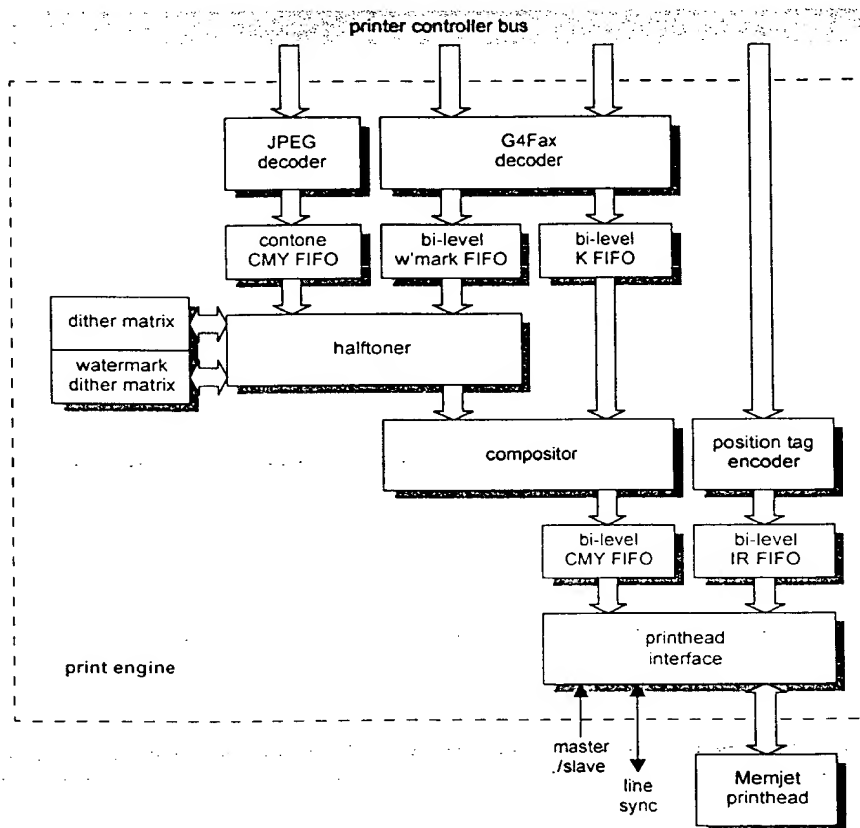 printer controller bus
JPEG
decoder
G4Fax
decoder
contone
CMY FIFO
bi-level
w'mark FIFO
bi-level
K FIFO
dither matrix
watermark
dither matrix
halftoner
compositor
position tag
encoder
bi-level
CMY FIFO
bi-level
IR FIFO
printhead
interface
print engine
master
/slave
line
sync
Memjet
printhead